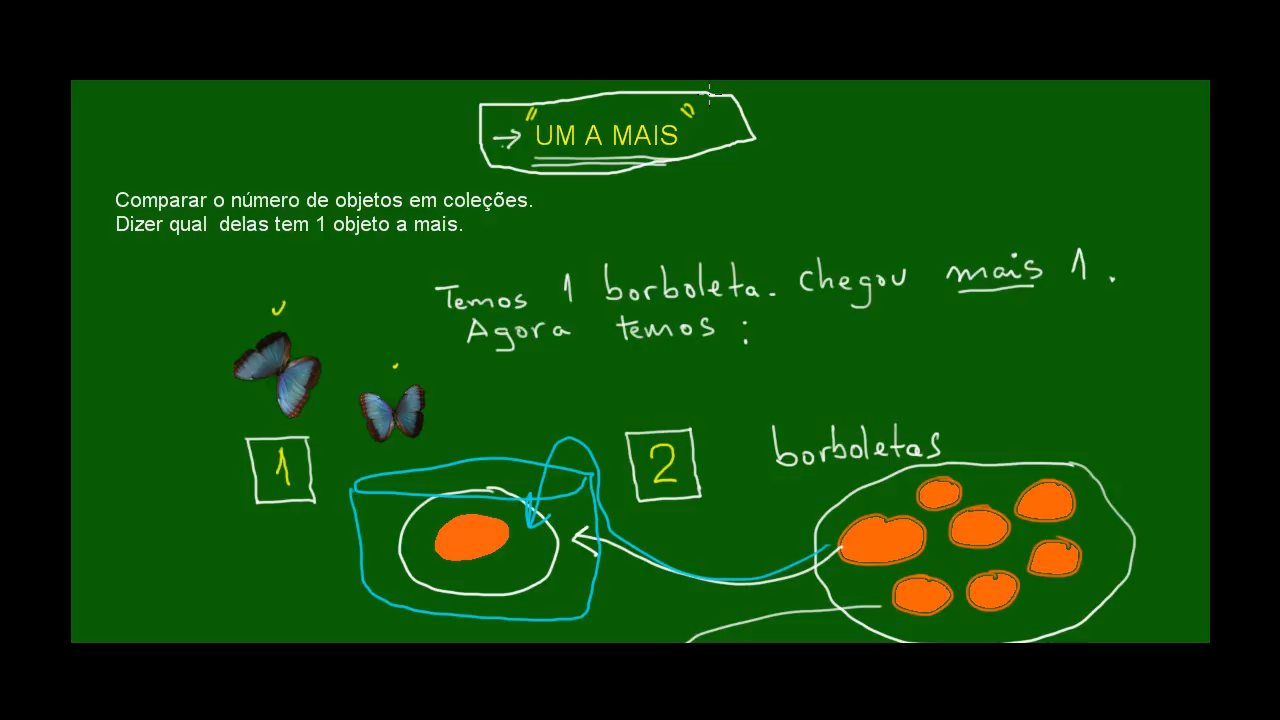 → "UM A MAIS"
Comparar o número de objetos em coleções.
Dizer qual delas tem 1 objeto a mais.
Temos 1 borboleta. Chegou mais 1.
Agora temos:
1
2 borboletas